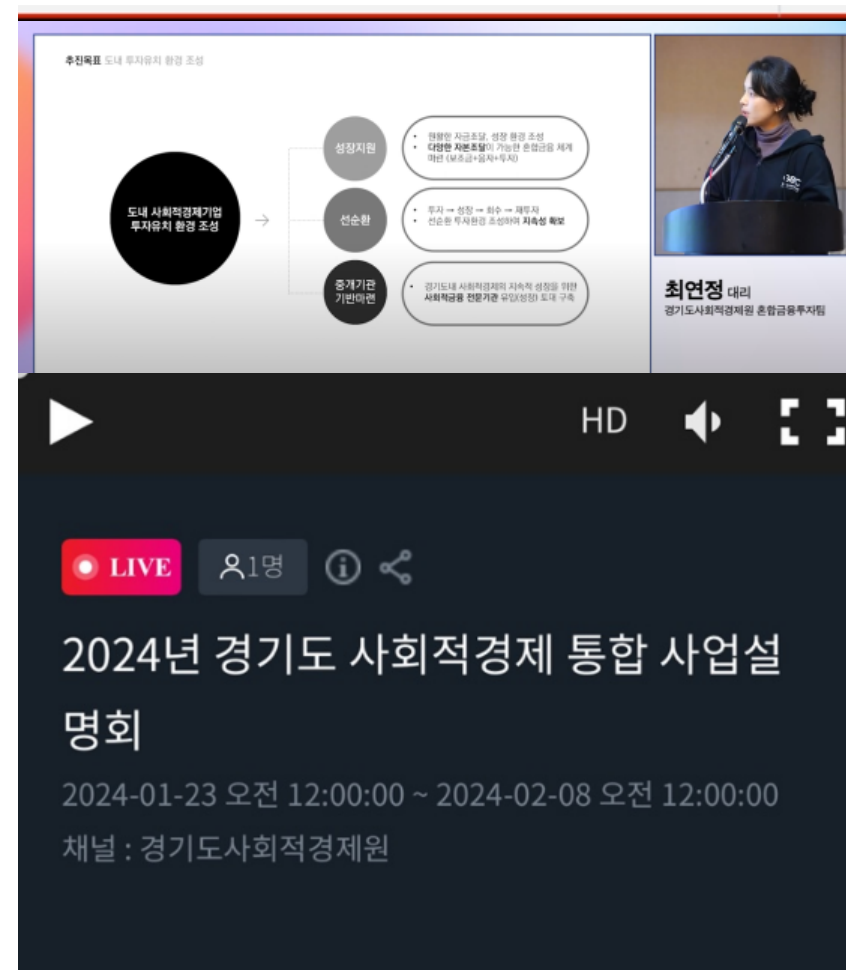 추진목표 도내 투자유치 환경 조성
도내 사회적경제기업
투자유치 환경 조성
→
성장지원
• 원활한 자금조달, 성장 환경 조성
• 다양한 자본조달이 가능한 혼합금융 체계
마련 (보조금+융자+투자)
선순환
• 투자 → 성장 → 회수 → 재투자
• 선순환 투자환경 조성하여 지속성 확보
중개기관
기반마련
• 경기도내 사회적경제의 지속적 성장을 위한
사회적금융 전문기관 유입(성장) 토대 구축
최연정 대리
경기도사회적경제원 혼합금융투자팀
HD
LIVE
1명
2024년 경기도 사회적경제 통합 사업설
명회
2024-01-23 오전 12:00:00 ~ 2024-02-08 오전 12:00:00
채널 : 경기도사회적경제원